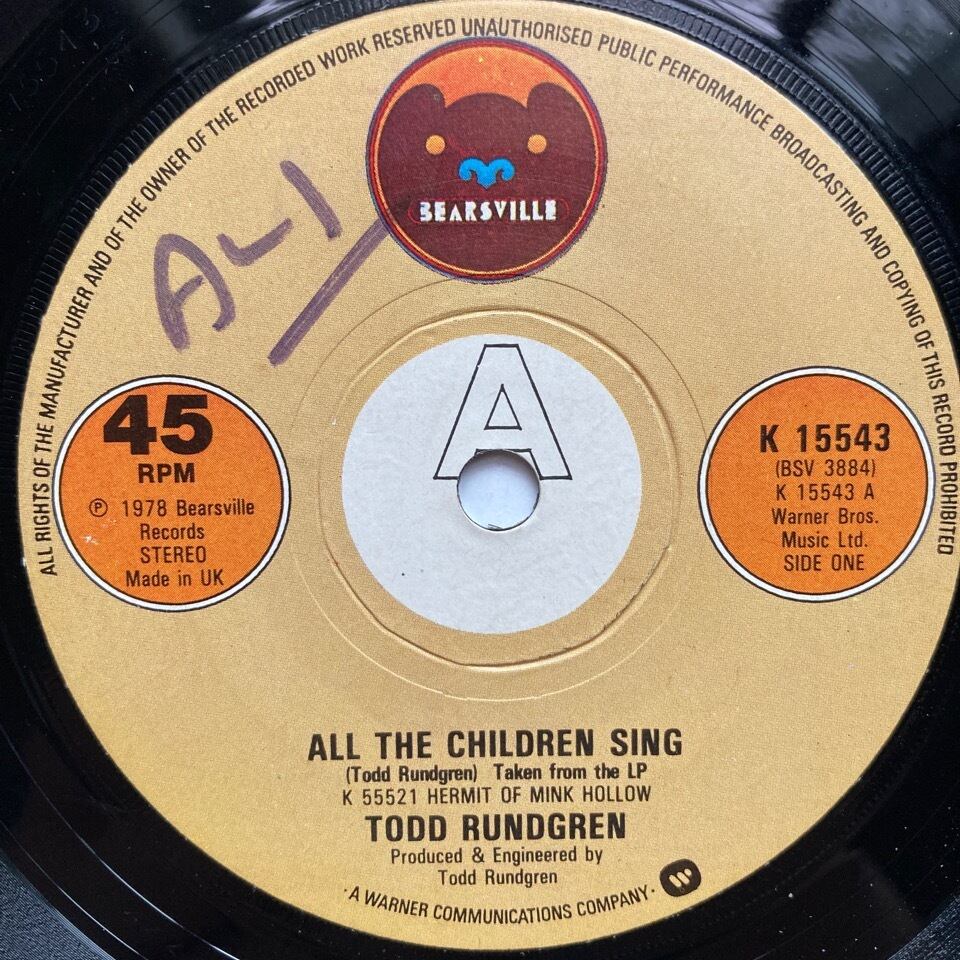 ALL RIGHTS OF THE MANUFACTURER AND OF THE OWNER OF THE RECORDED WORK RESERVED UNAUTHORISED PUBLIC PERFORMANCE BROADCASTING AND COPYING OF THIS RECORD PROHIBITED
BEARSVILLE
ALI
A
45
RPM
℗ 1978 Bearsville
Records
STEREO
Made in UK
K 15543
(BSV 3884)
K 15543 A
Warner Bros.
Music Ltd.
SIDE ONE
ALL THE CHILDREN SING
(Todd Rundgren) Taken from the LP
K 55521 HERMIT OF MINK HOLLOW
TODD RUNDGREN
Produced & Engineered by
Todd Rundgren
· A WARNER COMMUNICATIONS COMPANY ·